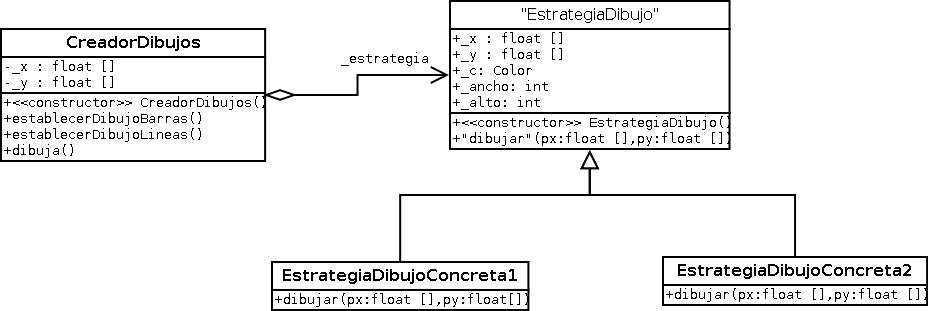 CreadorDibujos
-_x : float []
-_y : float []
+<<constructor>> CreadorDibujos()
+establecerDibujoBarras()
+establecerDibujoLineas()
+dibuja()
_estrategia
"EstrategiaDibujo"
+_x : float []
+_y : float []
+_c: Color
+_ancho: int
+_alto: int
+<<constructor>> EstrategiaDibujo()
+"dibujar"(px:float [],py:float [])
EstrategiaDibujoConcreta1
+dibujar(px:float [],py:float[])
EstrategiaDibujoConcreta2
+dibujar(px:float [],py:float [])